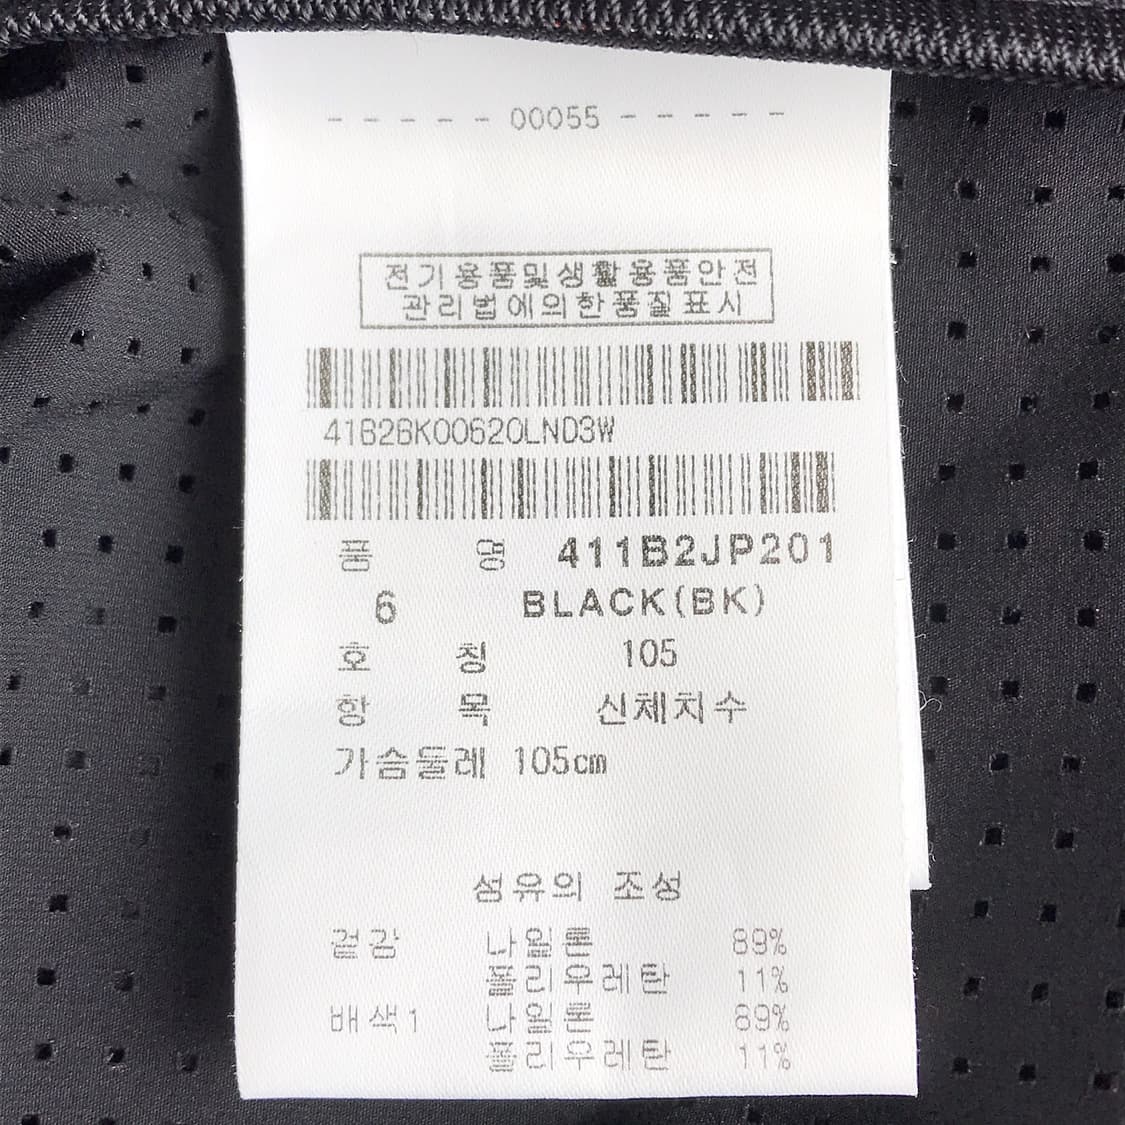 - - - - - 00055 - - - - -
전기용품및생활용품안전
관리법에의한품질표시
41B2BK00620LND3W
품 명 411B2JP201
6 BLACK(BK)
호 칭 105
항 목 신체치수
가슴둘레 105cm
섬유의 조성
겉감 나일론 89%
폴리우레탄 11%
배색1 나일론 89%
폴리우레탄 11%